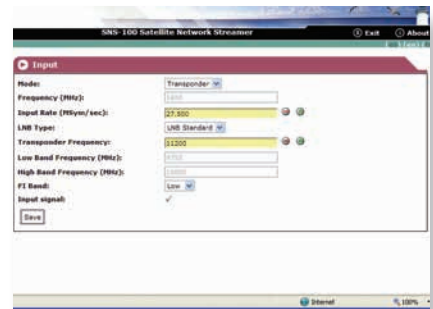 SNS-100 Satellite Network Streamer
Exit
About
Input
Mode: Transponder
Frequency (MHz):
Input Rate (MSym/sec): 27.500
LNB Type: LNB Standard
Transponder Frequency: 11200
Low Band Frequency (MHz):
High Band Frequency (MHz):
FI Band: Low
Input signal: ✓
Save
Internet
100%